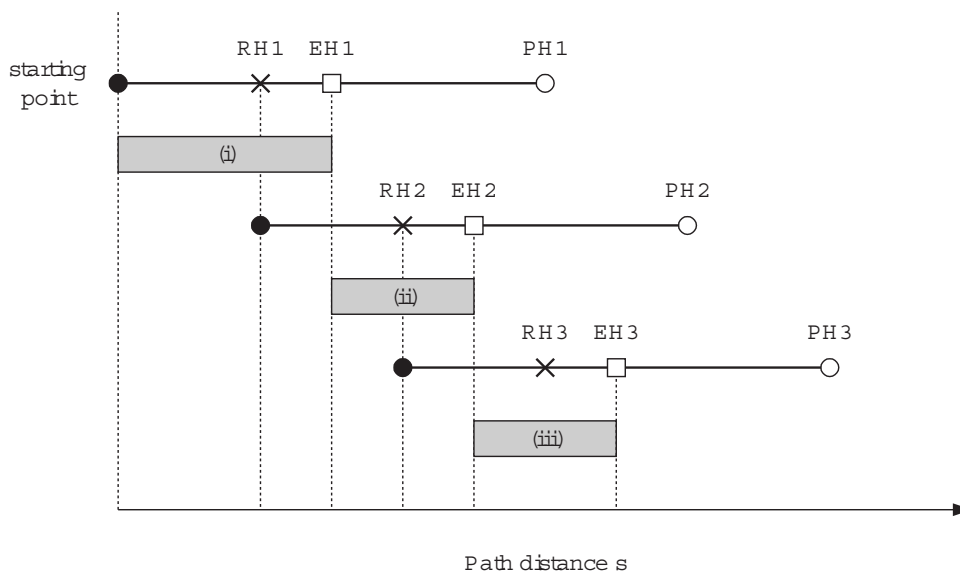 RH1 EH1 PH1
starting
point
(i)
RH2 EH2 PH2
(ii)
RH3 EH3 PH3
(iii)
Path distance s